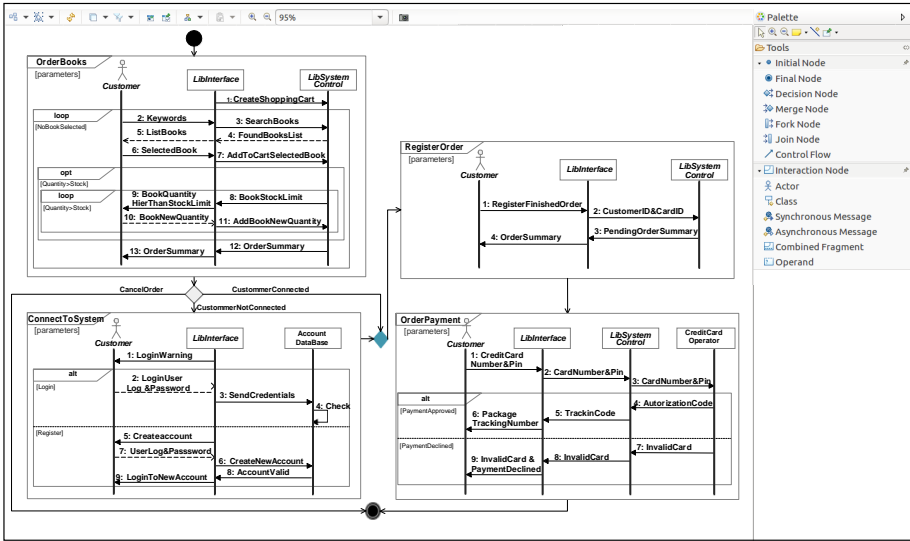 95%
OrderBooks
[parameters]
Customer
LibInterface
LibSystem
Control
1: CreateShoppingCart
loop
[NoBookSelected]
2: Keywords
3: SearchBooks
5: ListBooks
4: FoundBooksList
6: SelectedBook
7: AddToCartSelectedBook
opt
[Quantity>Stock]
loop
[Quantity>Stock]
9: BookQuantity
HierThanStockLimit
8: BookStockLimit
10: BookNewQuantity
11: AddBookNewQuantity
12: OrderSummary
13: OrderSummary
CancelOrder
CustommerConnected
CustommerNotConnected
ConnectToSystem
[parameters]
Customer
LibInterface
Account
DataBase
1: LoginWarning
alt
[Login]
2: LoginUser
Log &Password
3: SendCredentials
4: Check
[Register]
5: Createaccount
7: UserLog&Passsword
6: CreateNewAccount
8: AccountValid
9: LoginToNewAccount
RegisterOrder
[parameters]
Customer
LibInterface
LibSystem
Control
1: RegisterFinishedOrder
2: CustomerID&CardID
3: PendingOrderSummary
4: OrderSummary
OrderPayment
[parameters]
Customer
LibInterface
LibSystem
Control
CreditCard
Operator
1: CreditCard
Number&Pin
2: CardNumber&Pin
3: CardNumber&Pin
alt
[PaymentApproved]
4: AutorizationCode
5: TrackinCode
6: Package
TrackingNumber
[PaymentDeclined]
7: InvalidCard
8: InvalidCard
9: InvalidCard &
PaymentDeclined
Palette
Tools
Initial Node
Final Node
Decision Node
Merge Node
Fork Node
Join Node
Control Flow
Interaction Node
Actor
Class
Synchronous Message
Asynchronous Message
Combined Fragment
Operand